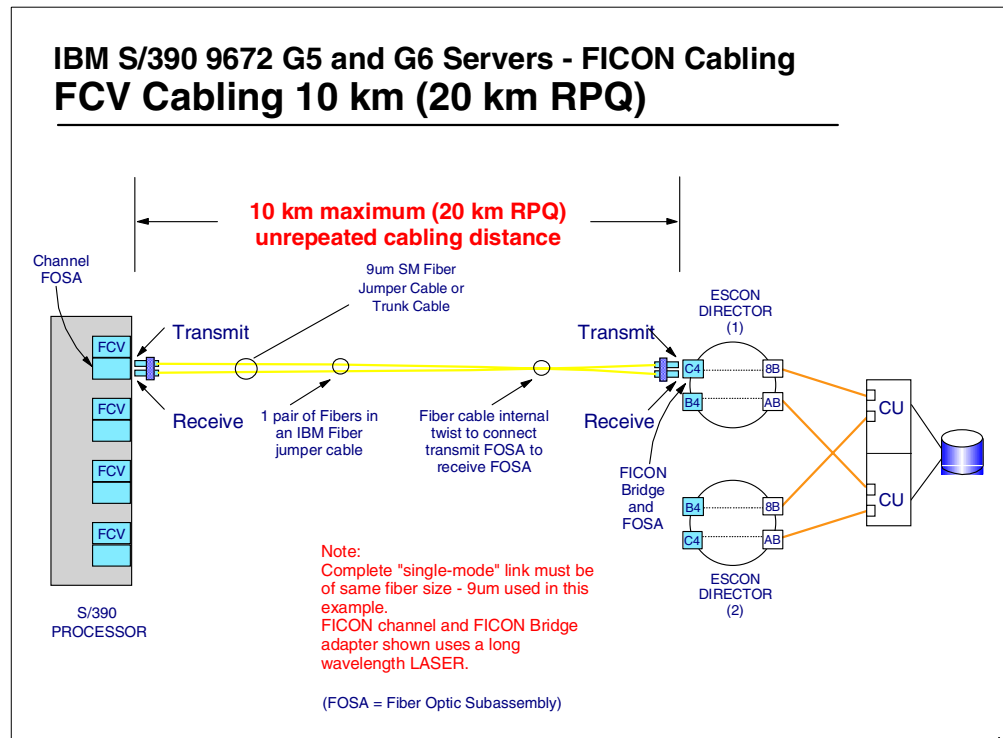 IBM S/390 9672 G5 and G6 Servers - FICON Cabling
FCV Cabling 10 km (20 km RPQ)
10 km maximum (20 km RPQ)
unrepeated cabling distance
Channel
FOSA
9um SM Fiber
Jumper Cable or
Trunk Cable
ESCON
DIRECTOR
(1)
Transmit
Transmit
FCV
C4
8B
Receive
1 pair of Fibers in
an IBM Fiber
jumper cable
Fiber cable internal
twist to connect
transmit FOSA to
receive FOSA
Receive
B4
AB
CU
FCV
FICON
Bridge
and
FOSA
FCV
B4
8B
CU
FCV
C4
AB
Note:
Complete "single-mode" link must be
of same fiber size - 9um used in this
example.
FICON channel and FICON Bridge
adapter shown uses a long
wavelength LASER.
ESCON
DIRECTOR
(2)
S/390
PROCESSOR
(FOSA = Fiber Optic Subassembly)